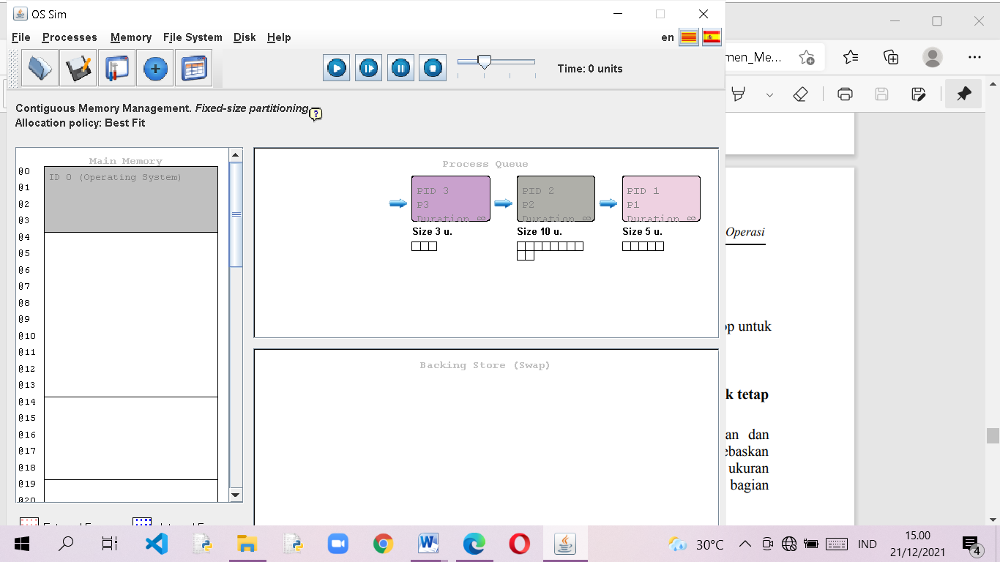 OS Sim
File Processes Memory File System Disk Help en
Time: 0 units
men_Me...
Contiguous Memory Management. Fixed-size partitioning
?
Allocation policy: Best Fit
Main Memory
@0
ID 0 (Operating System)
@1
@2
@3
@4
@5
@6
@7
@8
@9
@10
@11
@12
@13
@14
@15
@16
@17
@18
@19
@20
Process Queue
PID 3
P3
Duration ∞
Size 3 u.
PID 2
P2
Duration ∞
Size 10 u.
PID 1
P1
Duration ∞
Size 5 u.
Backing Store (Swap)
Operasi
op untuk
k tetap
an dan
ebaskan
ukuran
bagian
30°C
IND
15.00
21/12/2021
4